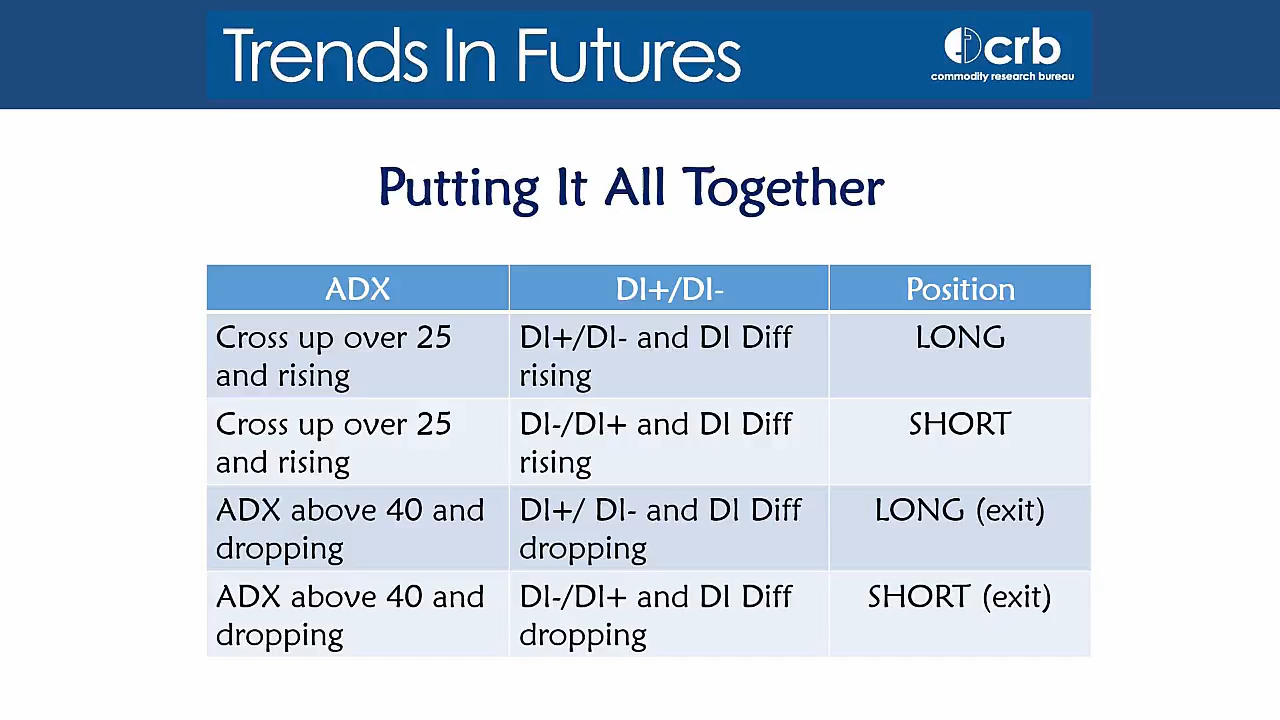 Trends In Futures
crb
commodity research bureau
Putting It All Together
ADX
DI+/DI-
Position
Cross up over 25
and rising
DI+/DI- and DI Diff
rising
LONG
Cross up over 25
and rising
DI-/DI+ and DI Diff
rising
SHORT
ADX above 40 and
dropping
DI+/ DI- and DI Diff
dropping
LONG (exit)
ADX above 40 and
dropping
DI-/DI+ and DI Diff
dropping
SHORT (exit)